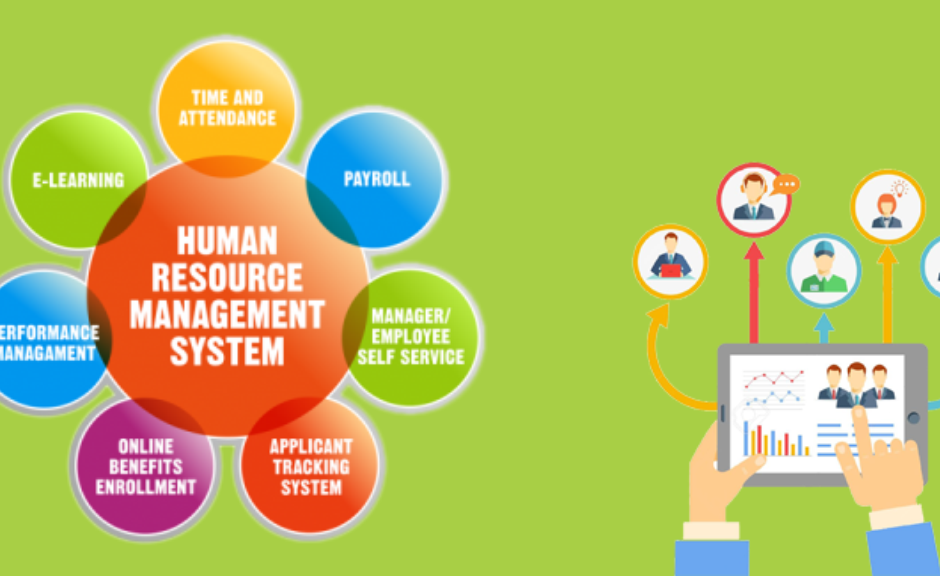 TIME AND
ATTENDANCE
E-LEARNING
PAYROLL
HUMAN
RESOURCE
MANAGEMENT
SYSTEM
MANAGER/
EMPLOYEE
SELF SERVICE
ERFORMANCE
MANAGAMENT
ONLINE
BENEFITS
ENROLLMENT
APPLICANT
TRACKING
SYSTEM